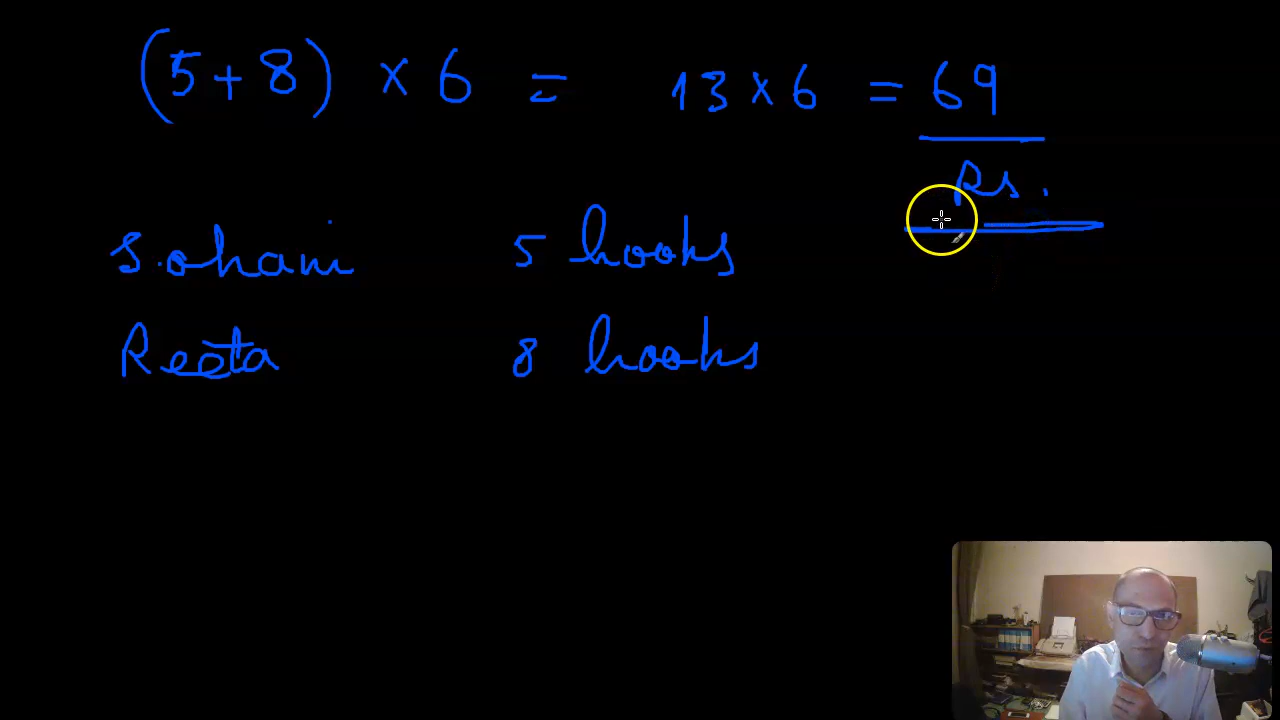 (5+8) × 6 = 13 × 6 = 69
Rs.
Sohani 5 books
Reeta 8 books